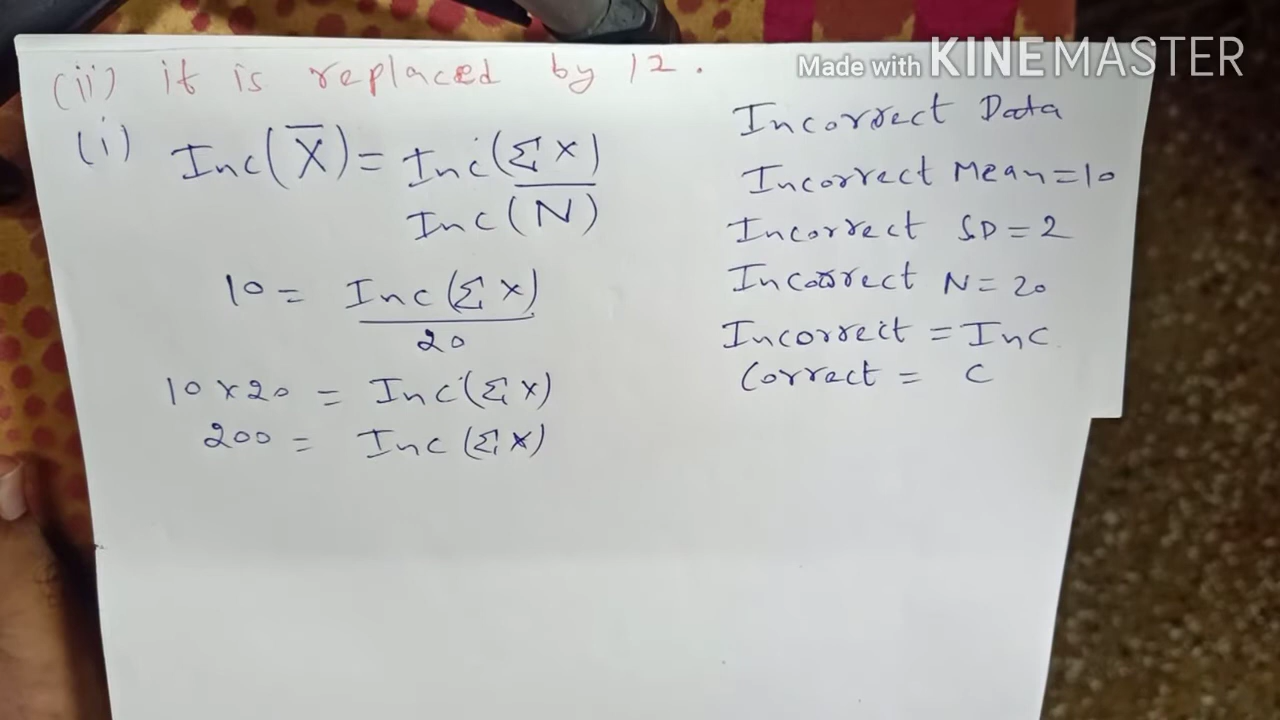 Made with KINEMASTER
(ii) it is replaced by 12.
(i) Inc(X̅) = Inc(Σx)
Inc(N)
10 = Inc(Σx)
20
10 x 20 = Inc(Σx)
200 = Inc(Σx)
Incorrect Data
Incorrect Mean = 10
Incorrect SD = 2
Incorrect N = 20
Incorrect = Inc
Correct = C